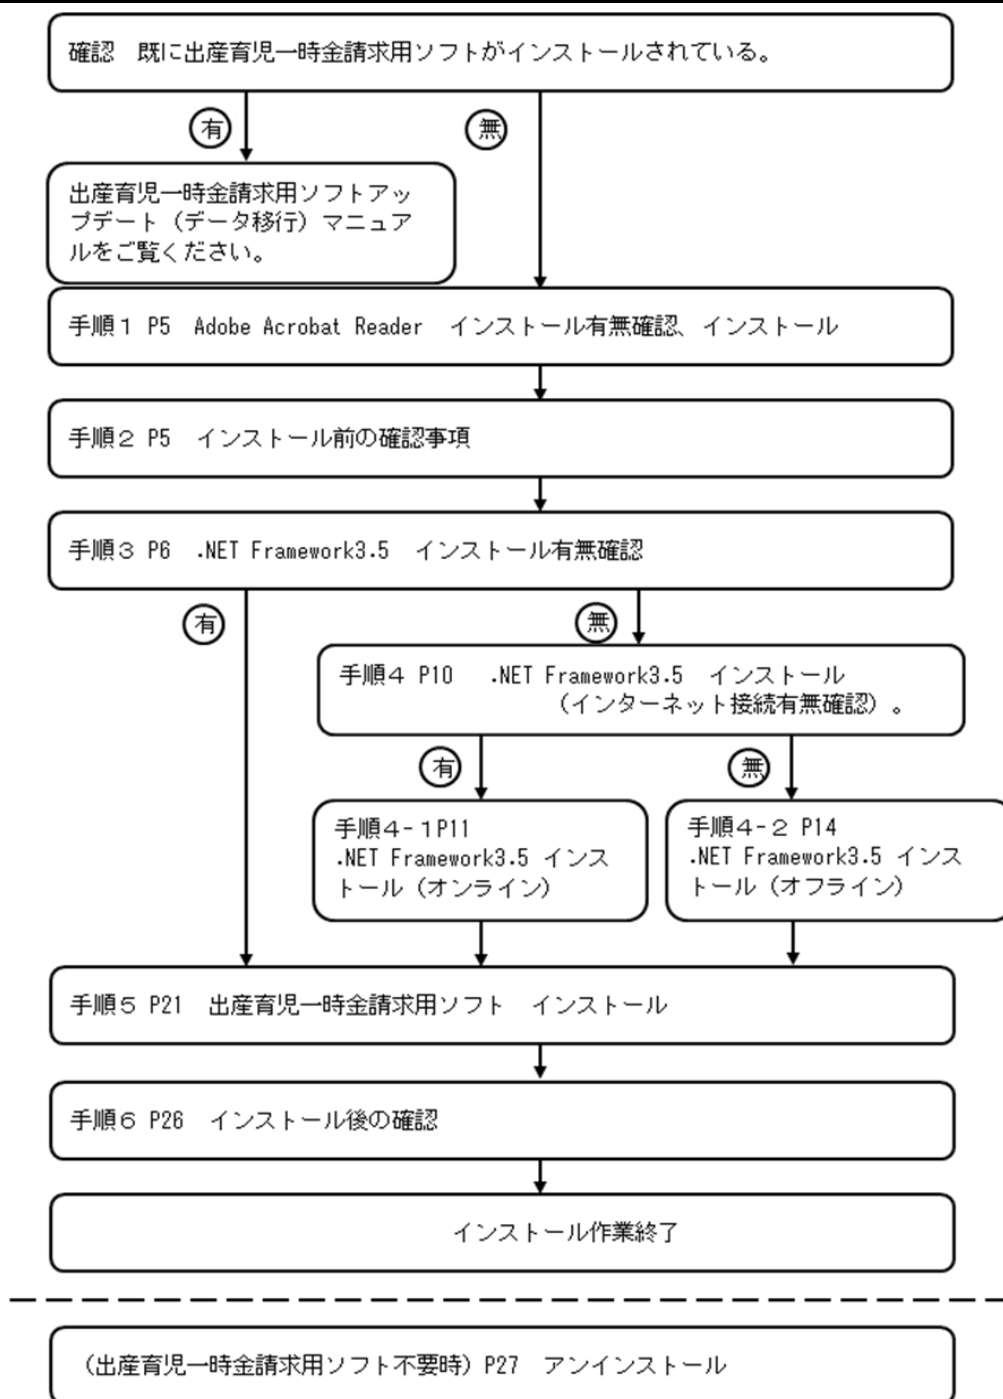 確認　既に出産育児一時金請求用ソフトがインストールされている。
有
無
出産育児一時金請求用ソフトアッ
プデート（データ移行）マニュア
ルをご覧ください。
手順１ P5　Adobe Acrobat Reader　インストール有無確認、インストール
手順２ P5　インストール前の確認事項
手順３ P6　.NET Framework3.5　インストール有無確認
有
無
手順４ P10　.NET Framework3.5　インストール
（インターネット接続有無確認）。
有
無
手順４-１P11
.NET Framework3.5 インス
トール（オンライン）
手順４-２ P14
.NET Framework3.5 インス
トール（オフライン）
手順５ P21　出産育児一時金請求用ソフト　インストール
手順６ P26　インストール後の確認
インストール作業終了
（出産育児一時金請求用ソフト不要時）P27　アンインストール